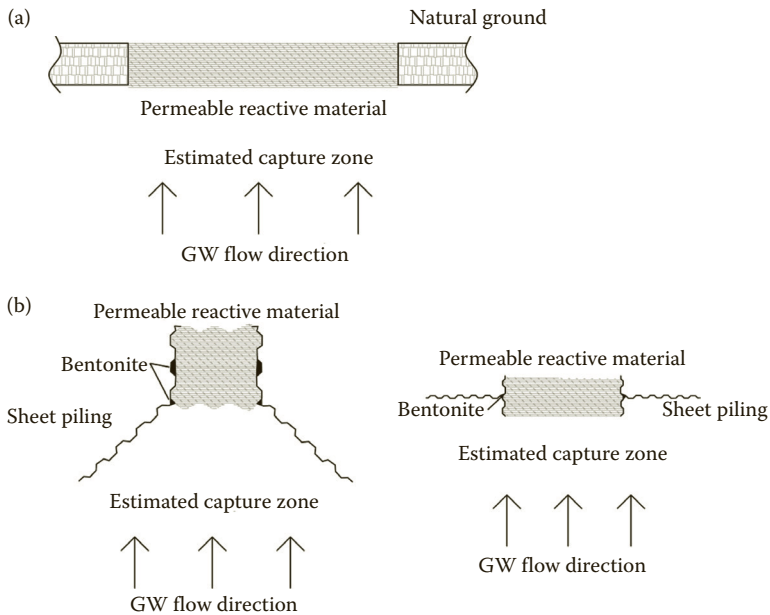 (a)
Natural ground
Permeable reactive material
Estimated capture zone
GW flow direction
(b)
Permeable reactive material
Bentonite
Sheet piling
Estimated capture zone
GW flow direction
Permeable reactive material
Bentonite
Sheet piling
Estimated capture zone
GW flow direction